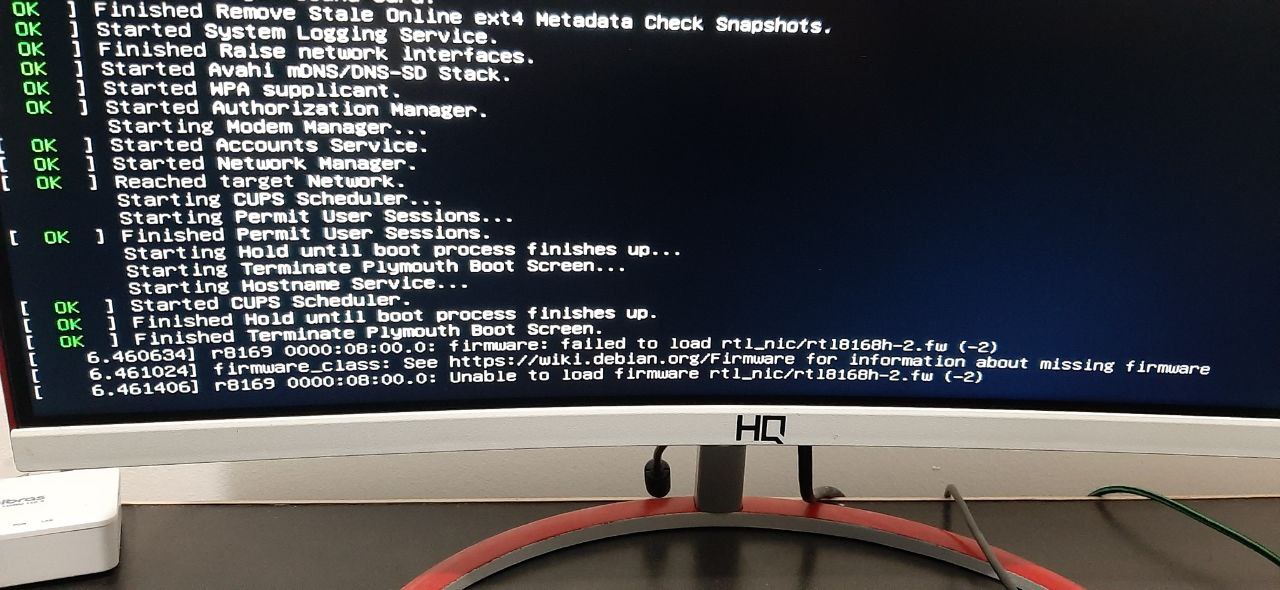 OK ] Finished Remove Stale Online ext4 Metadata Check Snapshots.
OK ] Started System Logging Service.
OK ] Finished Raise network interfaces.
OK ] Started Avahi mDNS/DNS-SD Stack.
OK ] Started WPA supplicant.
OK ] Started Authorization Manager.
Starting Modem Manager...
[ OK ] Started Accounts Service.
[ OK ] Started Network Manager.
[ OK ] Reached target Network.
Starting CUPS Scheduler...
Starting Permit User Sessions...
[ OK ] Finished Permit User Sessions.
Starting Hold until boot process finishes up...
Starting Terminate Plymouth Boot Screen...
Starting Hostname Service...
[ OK ] Started CUPS Scheduler.
[ OK ] Finished Hold until boot process finishes up.
[ OK ] Finished Terminate Plymouth Boot Screen.
[ 6.460634] r8169 0000:08:00.0: firmware: failed to load rtl_nic/rtl8168h-2.fw (-2)
[ 6.461024] firmware_class: See https://wiki.debian.org/Firmware for information about missing firmware
[ 6.461406] r8169 0000:08:00.0: Unable to load firmware rtl_nic/rtl8168h-2.fw (-2)
HQ